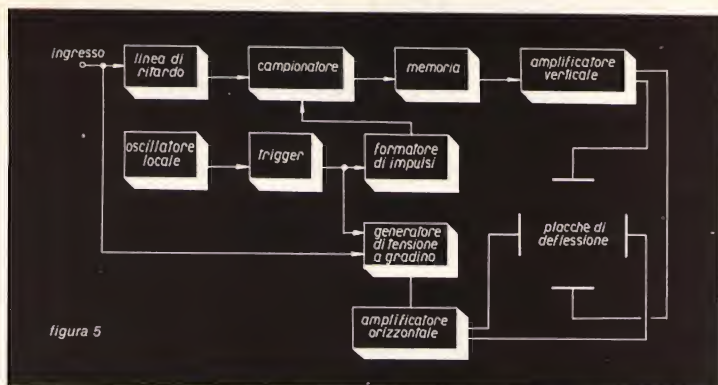 ingresso
linea di
ritardo
campionatore
memoria
amplificatore
verticale
oscillatore
locale
trigger
formatore
di impulsi
generatore
di tensione
a gradino
placche di
deflessione
amplificatore
orizzontale
figura 5